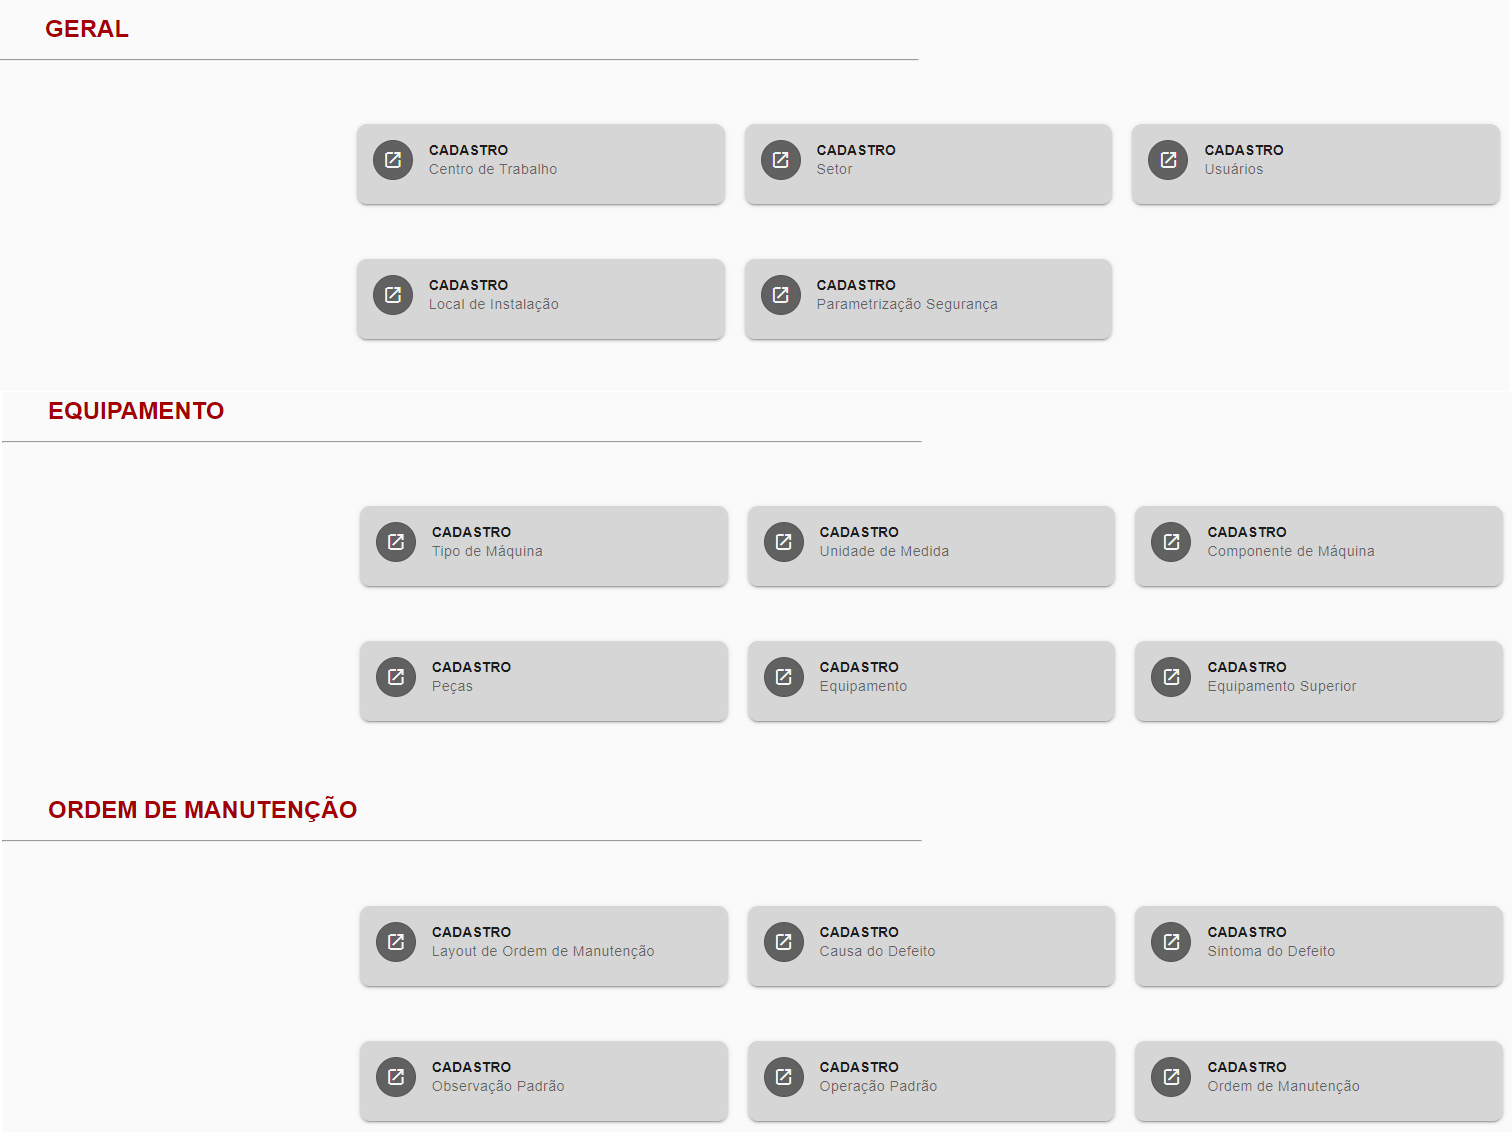 GERAL
CADASTRO
Centro de Trabalho
CADASTRO
Setor
CADASTRO
Usuários
CADASTRO
Local de Instalação
CADASTRO
Parametrização Segurança
EQUIPAMENTO
CADASTRO
Tipo de Máquina
CADASTRO
Unidade de Medida
CADASTRO
Componente de Máquina
CADASTRO
Peças
CADASTRO
Equipamento
CADASTRO
Equipamento Superior
ORDEM DE MANUTENÇÃO
CADASTRO
Layout de Ordem de Manutenção
CADASTRO
Causa do Defeito
CADASTRO
Sintoma do Defeito
CADASTRO
Observação Padrão
CADASTRO
Operação Padrão
CADASTRO
Ordem de Manutenção